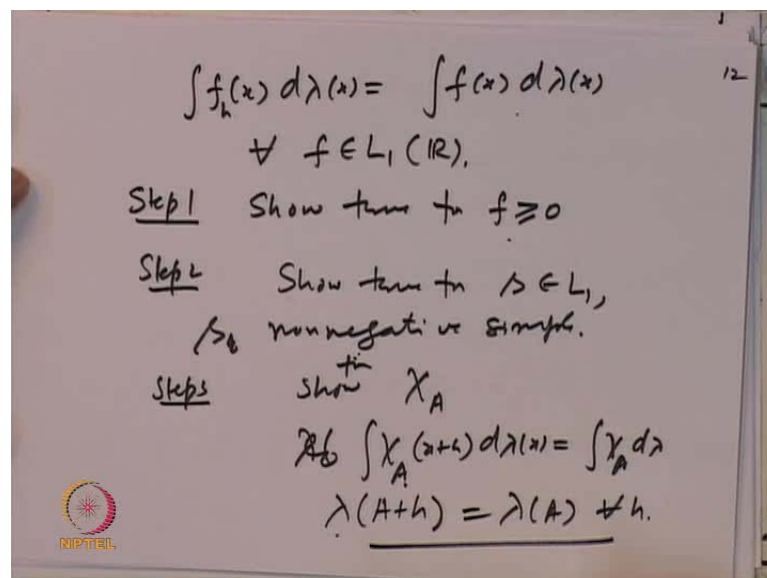 12
∫f_h(x) dλ(x) = ∫f(x) dλ(x)
∀ f ∈ L₁(ℝ).
Step 1 Show true for f ≥ 0
Step 2 Show true for s ∈ L₁,
s nonnegative simple.
Step 3 Show for χ_A
∫χ_A(x+h) dλ(x) = ∫χ_A dλ
λ(A+h) = λ(A) ∀ h.
NPTEL